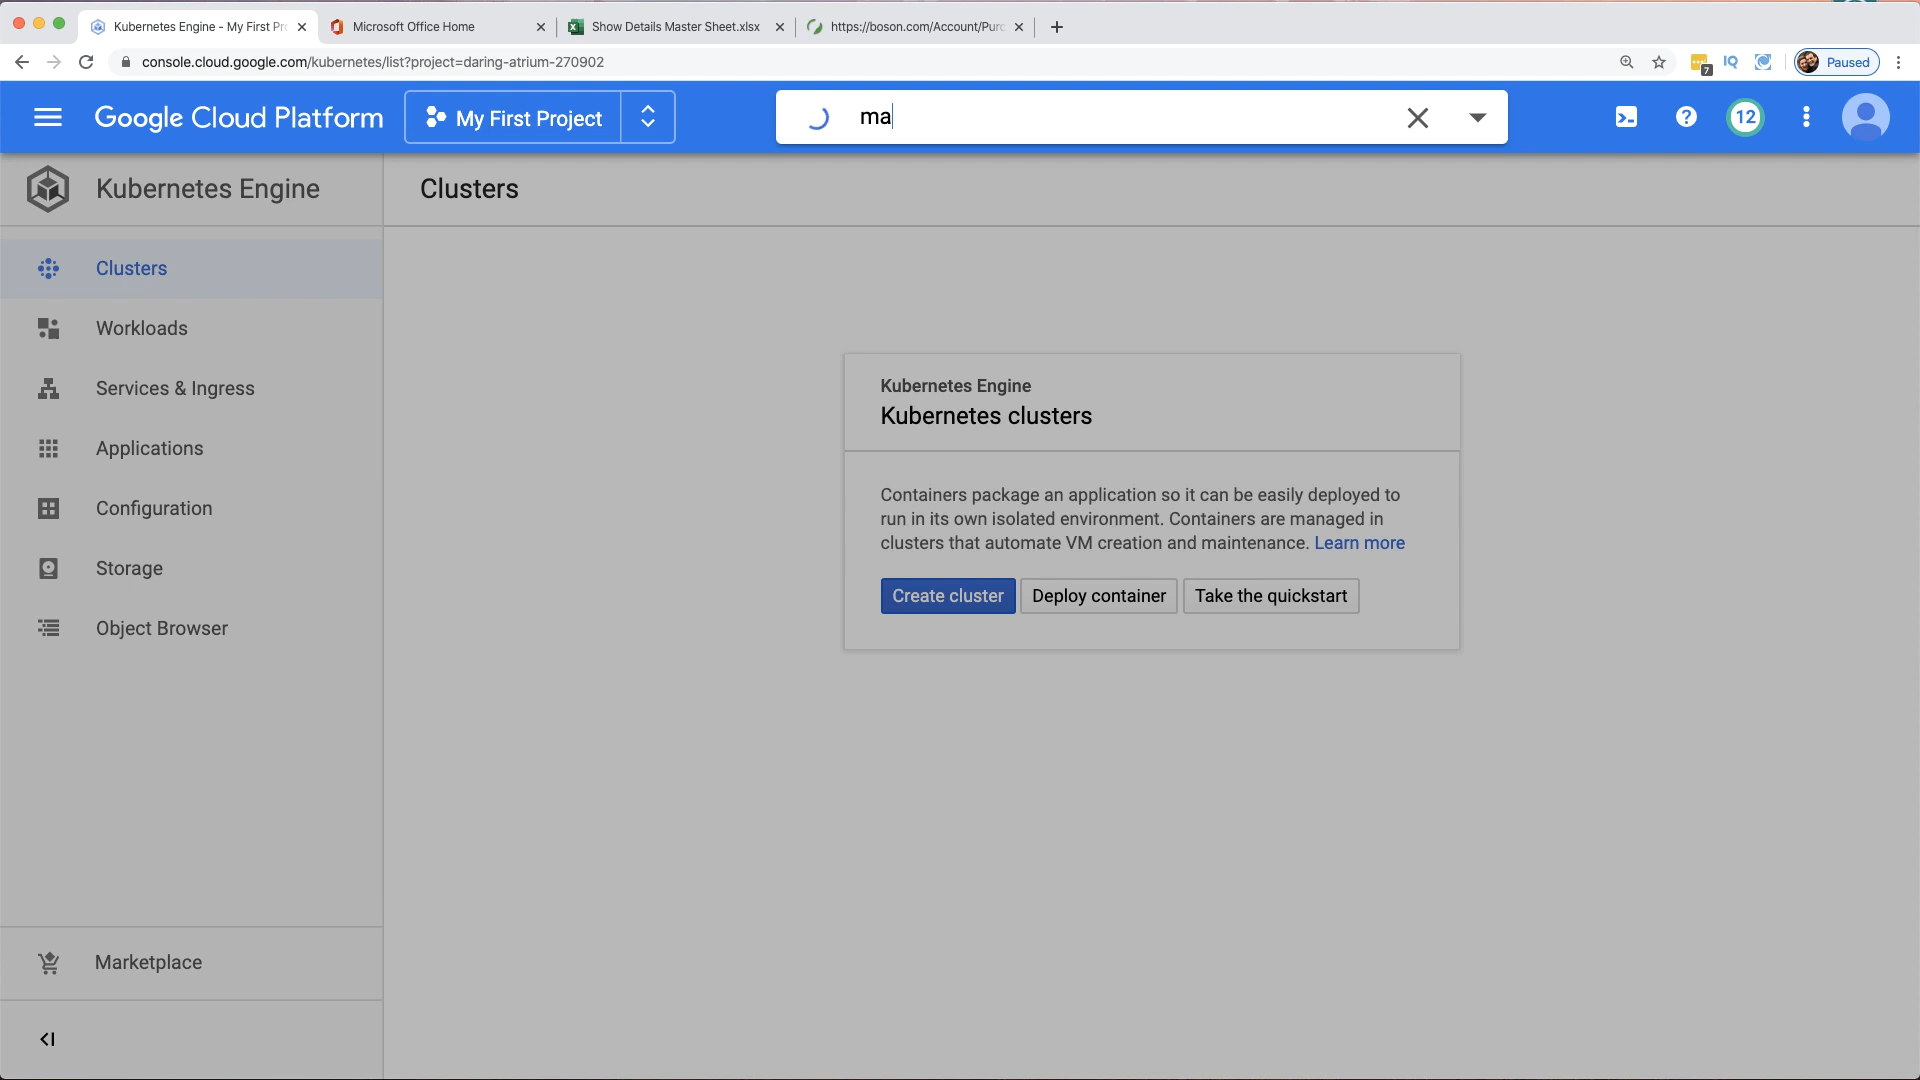 Kubernetes Engine - My First Pr
Microsoft Office Home
Show Details Master Sheet.xlsx
https://boson.com/Account/Purc
console.cloud.google.com/kubernetes/list?project=daring-atrium-270902
7
IQ
Paused
Google Cloud Platform
My First Project
ma
12
Kubernetes Engine
Clusters
Clusters
Workloads
Services & Ingress
Applications
Configuration
Storage
Object Browser
Marketplace
Kubernetes Engine
Kubernetes clusters
Containers package an application so it can be easily deployed to
run in its own isolated environment. Containers are managed in
clusters that automate VM creation and maintenance. Learn more
Create cluster
Deploy container
Take the quickstart